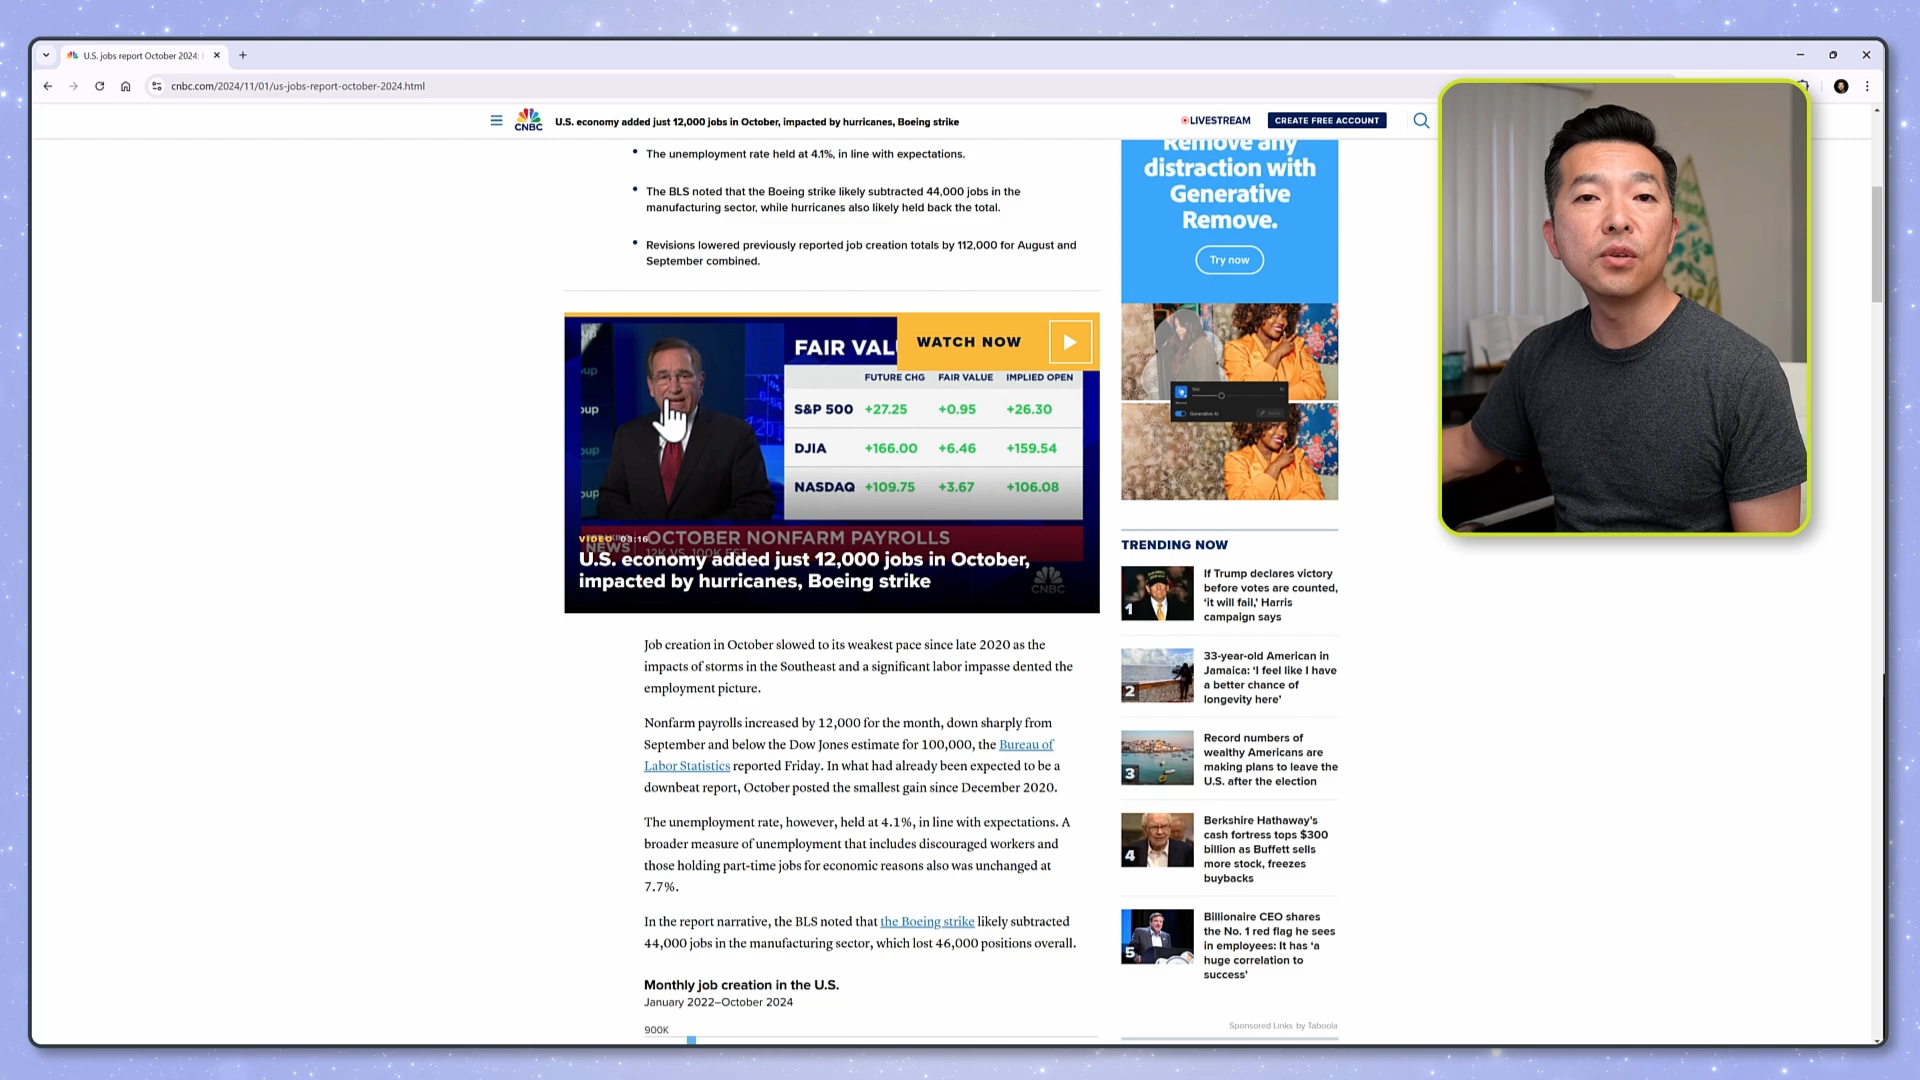 U.S. jobs report October 2024:
cnbc.com/2024/11/01/us-jobs-report-october-2024.html
CNBC
U.S. economy added just 12,000 jobs in October, impacted by hurricanes, Boeing strike
LIVESTREAM
CREATE FREE ACCOUNT
The unemployment rate held at 4.1%, in line with expectations.
The BLS noted that the Boeing strike likely subtracted 44,000 jobs in the
manufacturing sector, while hurricanes also likely held back the total.
Revisions lowered previously reported job creation totals by 112,000 for August and
September combined.
FAIR VAL
WATCH NOW
FUTURE CHG FAIR VALUE IMPLIED OPEN
S&P 500 +27.25 +0.95 +26.30
DJIA +166.00 +6.46 +159.54
NASDAQ +109.75 +3.67 +106.08
oup
oup
oup
VIDEO 03:16
NEWS
OCTOBER NONFARM PAYROLLS
12K VS. 100K EST
U.S. economy added just 12,000 jobs in October,
impacted by hurricanes, Boeing strike
CNBC
Job creation in October slowed to its weakest pace since late 2020 as the
impacts of storms in the Southeast and a significant labor impasse dented the
employment picture.
Nonfarm payrolls increased by 12,000 for the month, down sharply from
September and below the Dow Jones estimate for 100,000, the Bureau of
Labor Statistics reported Friday. In what had already been expected to be a
downbeat report, October posted the smallest gain since December 2020.
The unemployment rate, however, held at 4.1%, in line with expectations. A
broader measure of unemployment that includes discouraged workers and
those holding part-time jobs for economic reasons also was unchanged at
7.7%.
In the report narrative, the BLS noted that the Boeing strike likely subtracted
44,000 jobs in the manufacturing sector, which lost 46,000 positions overall.
Monthly job creation in the U.S.
January 2022–October 2024
900K
Remove any
distraction with
Generative
Remove.
Try now
Generative AI
TRENDING NOW
1
If Trump declares victory
before votes are counted,
‘it will fail,’ Harris
campaign says
2
33-year-old American in
Jamaica: ‘I feel like I have
a better chance of
longevity here’
3
Record numbers of
wealthy Americans are
making plans to leave the
U.S. after the election
4
Berkshire Hathaway’s
cash fortress tops $300
billion as Buffett sells
more stock, freezes
buybacks
5
Billionaire CEO shares
the No. 1 red flag he sees
in employees: It has ‘a
huge correlation to
success’
Sponsored Links by Taboola